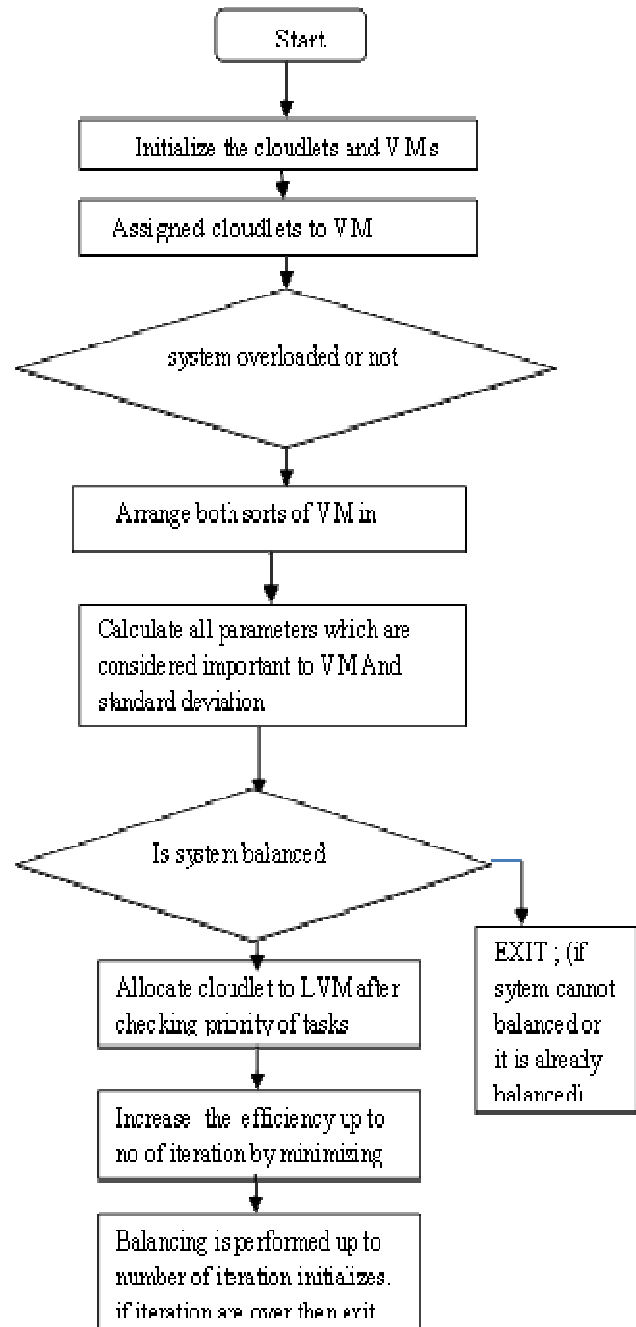 Start
Initialize the cloudlets and VMs
Assigned cloudlets to VM
system overloaded or not
Arrange both sorts of VM in
Calculate all parameters which are
considered important to VM And
standard deviation
Is system balanced
EXIT ; (if
sytem cannot
balanced or
it is already
balanced)
Allocate cloudlet to LVM after
checking priority of tasks
Increase the efficiency up to
no of iteration by minimizing
Balancing is performed up to
number of iteration initializes.
if iteration are over then exit